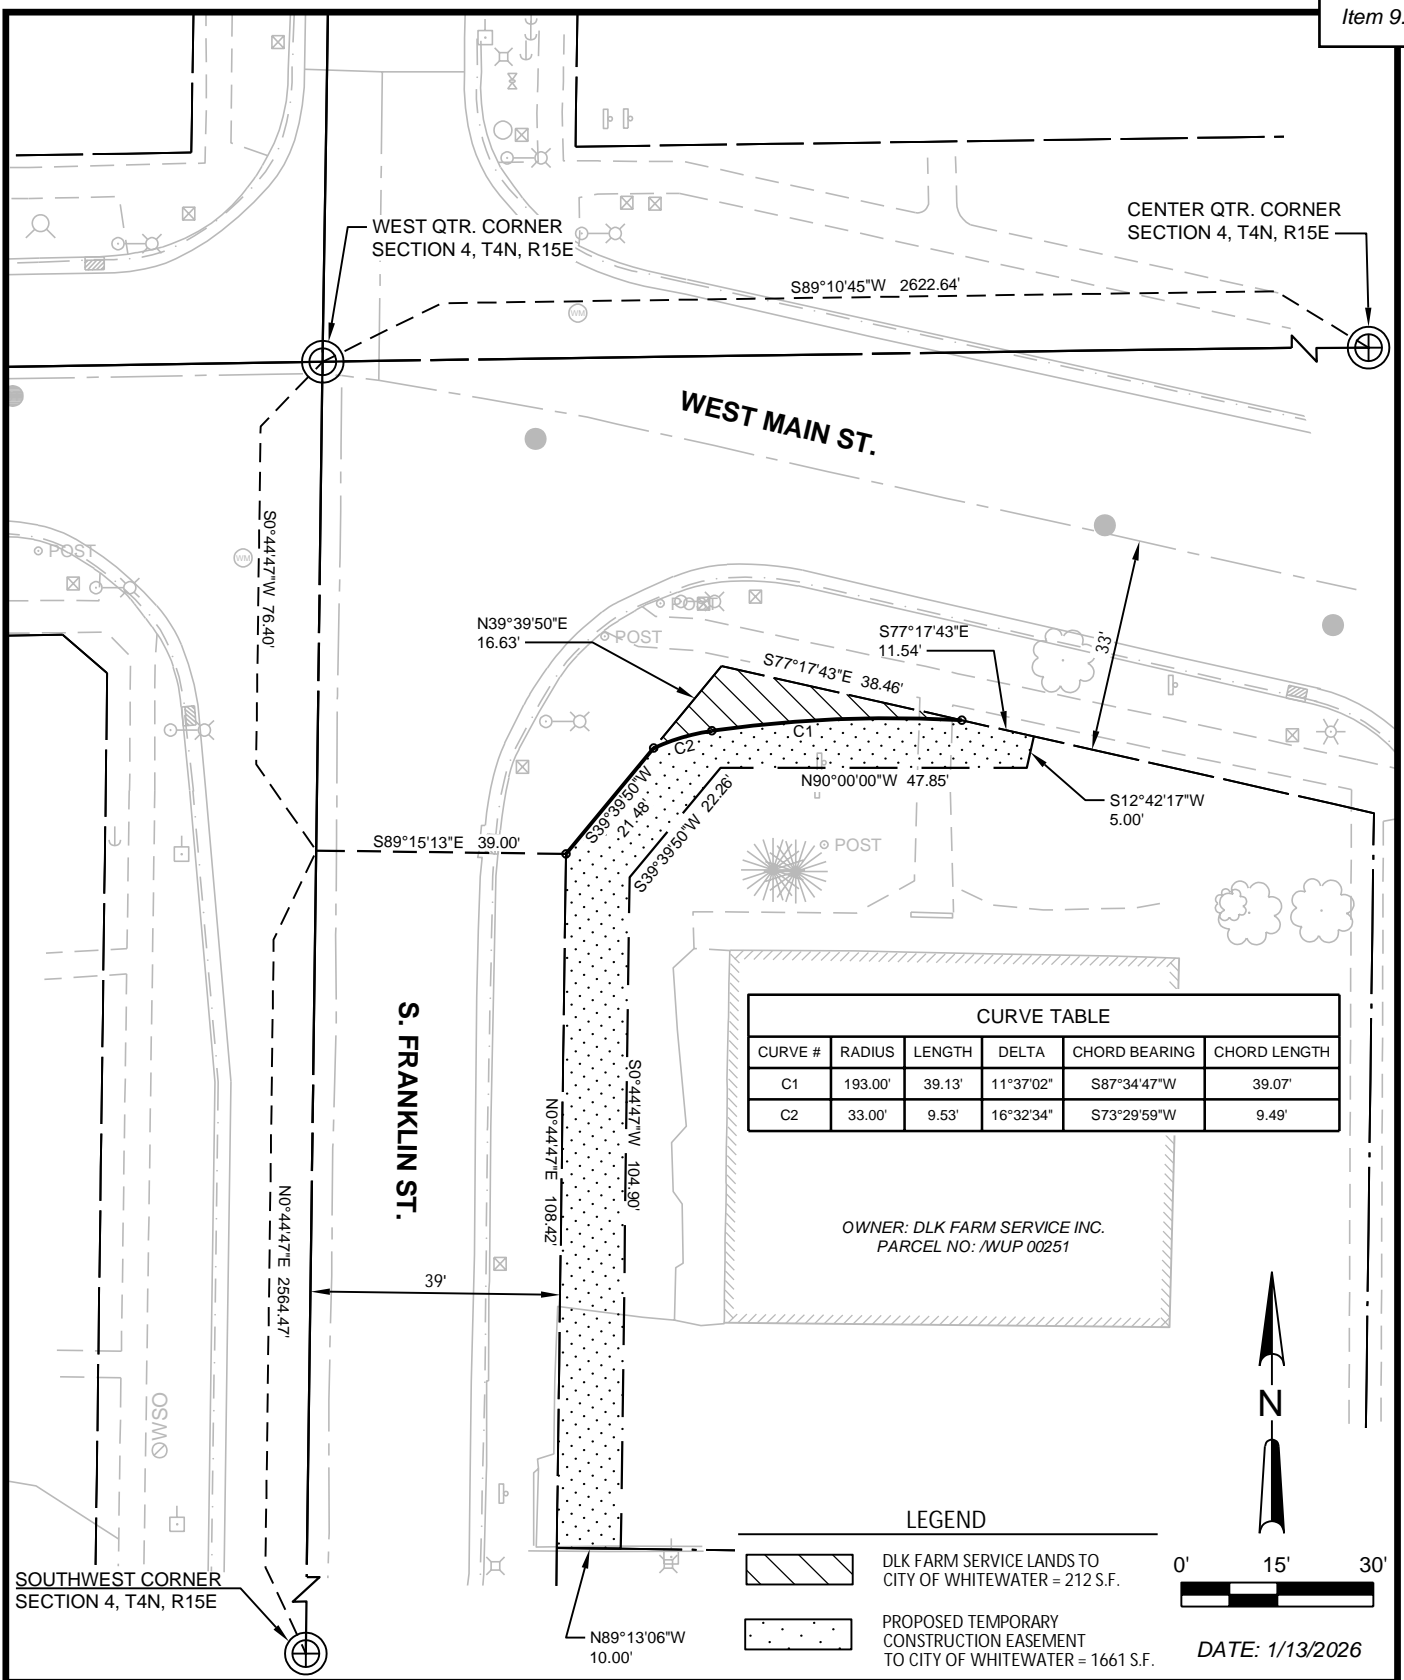 Item 9.
WEST QTR. CORNER
SECTION 4, T4N, R15E
CENTER QTR. CORNER
SECTION 4, T4N, R15E
S89°10'45"W 2622.64'
WM
WEST MAIN ST.
S0°44'47"W 76.40'
POST
WM
33'
N39°39'50"E
16.63'
POST
POST
S77°17'43"E
11.54'
S77°17'43"E 38.46'
C2
C1
N90°00'00"W 47.85'
S39°39'50"W
21.48'
S39°39'50"W 22.26'
S12°42'17"W
5.00'
S89°15'13"E 39.00'
POST
S. FRANKLIN ST.
CURVE TABLE
CURVE # RADIUS LENGTH DELTA CHORD BEARING CHORD LENGTH
C1 193.00' 39.13' 11°37'02" S87°34'47"W 39.07'
C2 33.00' 9.53' 16°32'34" S73°29'59"W 9.49'
N0°44'47"E 108.42'
S0°44'47"W 104.90'
N0°44'47"E 2564.47'
OWNER: DLK FARM SERVICE INC.
PARCEL NO: /WUP 00251
39'
WSO
N
LEGEND
DLK FARM SERVICE LANDS TO
CITY OF WHITEWATER = 212 S.F.
PROPOSED TEMPORARY
CONSTRUCTION EASEMENT
TO CITY OF WHITEWATER = 1661 S.F.
0' 15' 30'
DATE: 1/13/2026
SOUTHWEST CORNER
SECTION 4, T4N, R15E
N89°13'06"W
10.00'